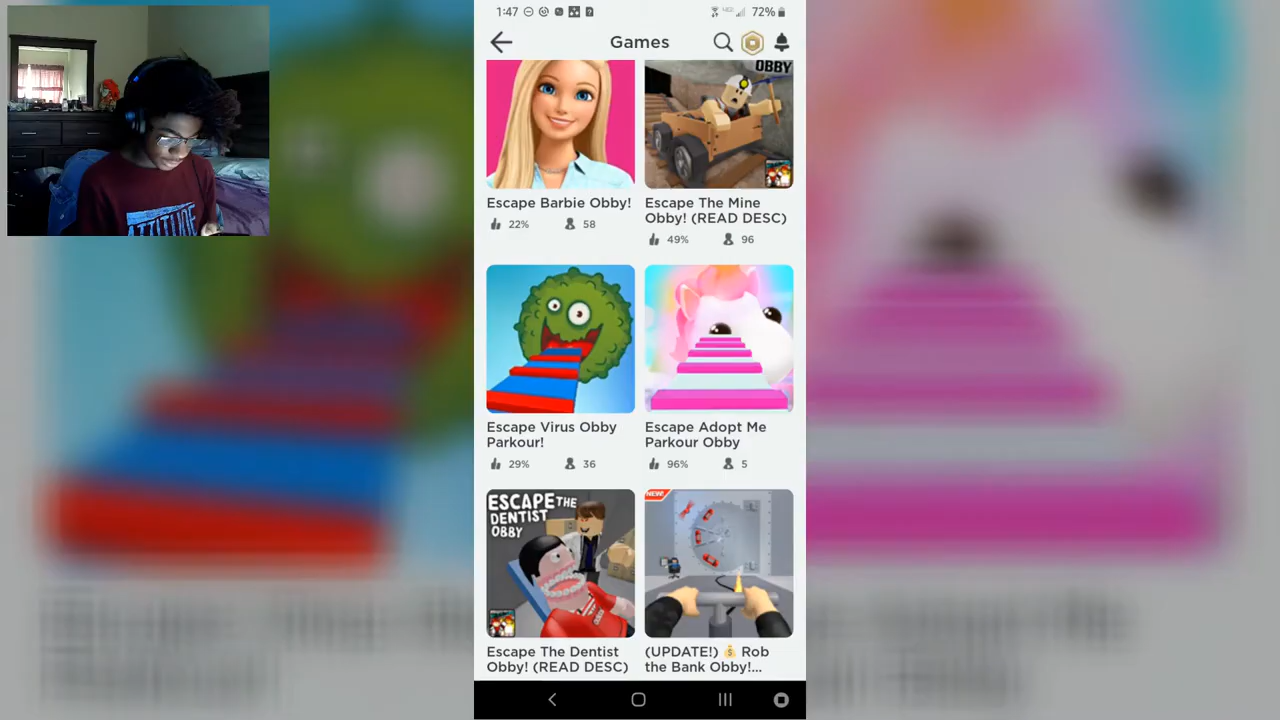 1:47
72%
Games
OBBY
Escape Barbie Obby!
22% 58
Escape The Mine
Obby! (READ DESC)
49% 96
Escape Virus Obby
Parkour!
29% 36
Escape Adopt Me
Parkour Obby
96% 5
ESCAPE THE
DENTIST
OBBY
Escape The Dentist
Obby! (READ DESC)
NEW!
(UPDATE!) 💰 Rob
the Bank Obby!...